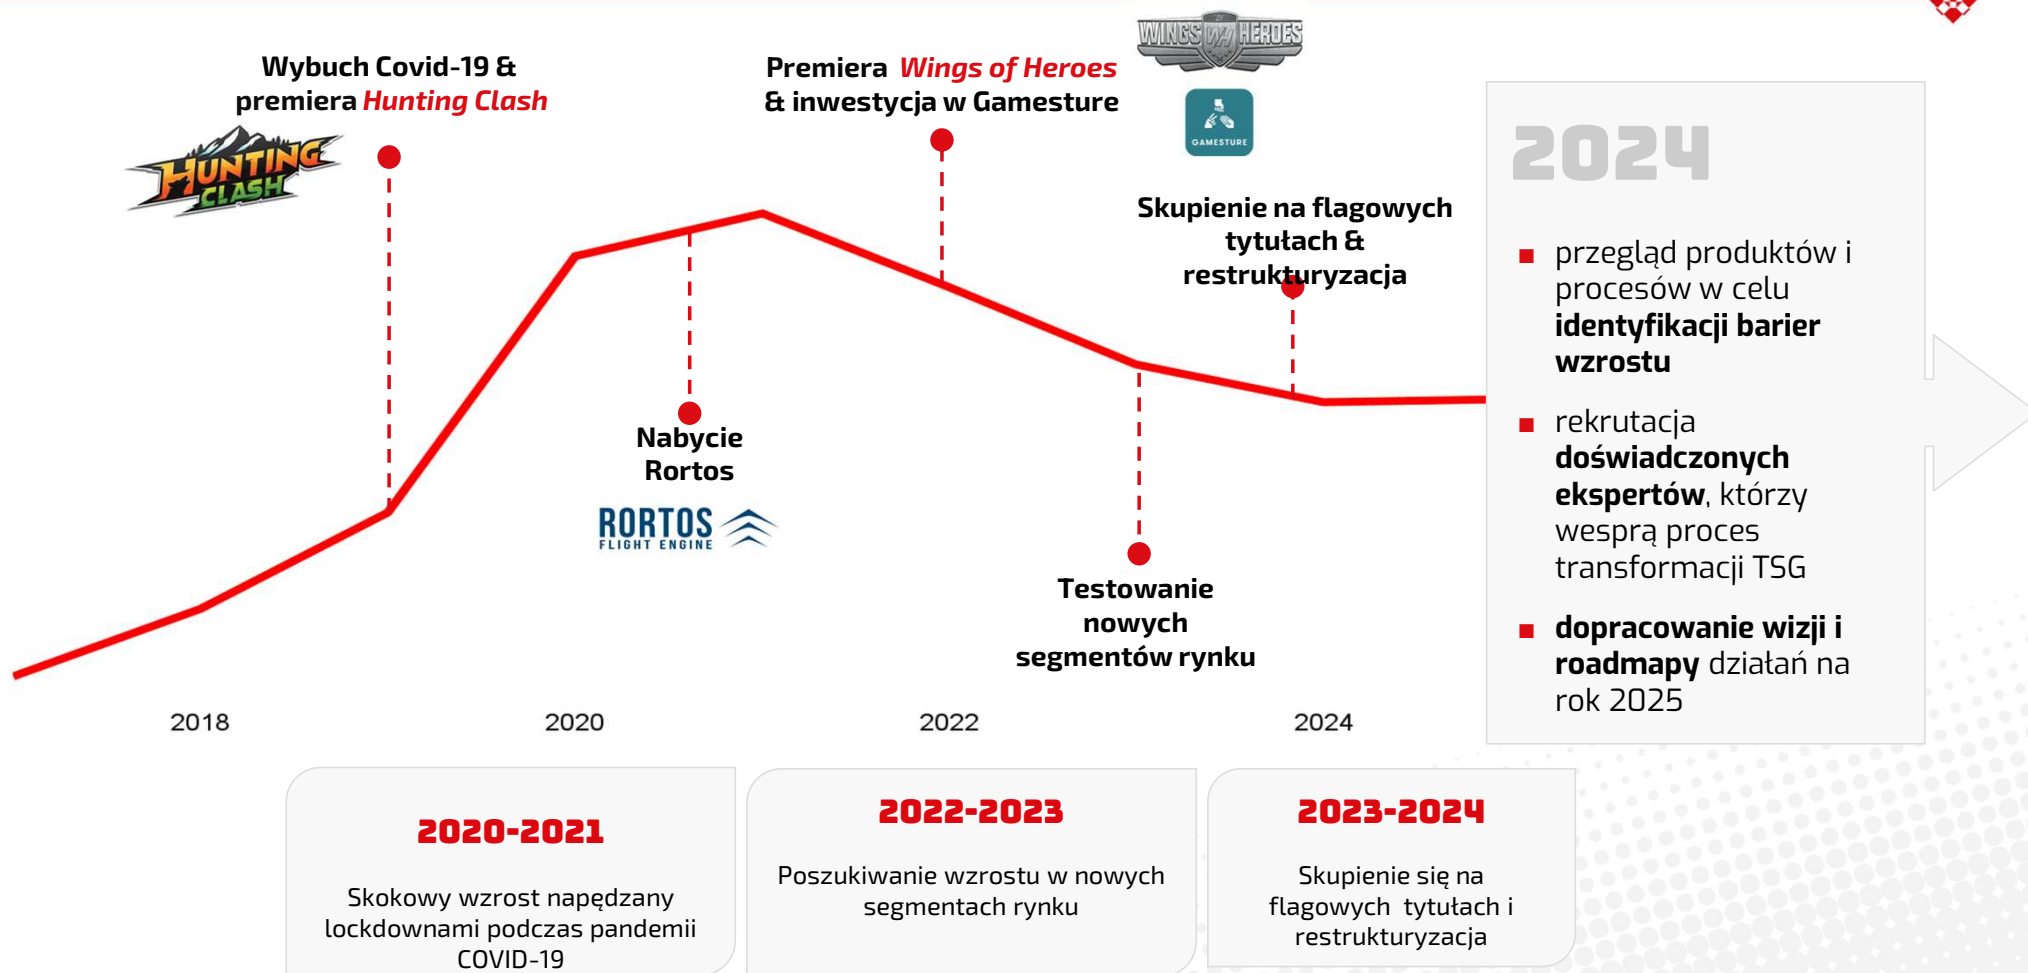 Wybuch Covid-19 &
premiera Hunting Clash
HUNTING
CLASH
Premiera Wings of Heroes
& inwestycja w Gamesture
WINGS OF HEROES
WH
GAMESTURE
Skupienie na flagowych
tytułach &
restrukturyzacja
Nabycie
Rortos
RORTOS
FLIGHT ENGINE
Testowanie
nowych
segmentów rynku
2018
2020
2022
2024
2024
przegląd produktów i
procesów w celu
identyfikacji barier
wzrostu
rekrutacja
doświadczonych
ekspertów, którzy
wesprą proces
transformacji TSG
dopracowanie wizji i
roadmapy działań na
rok 2025
2020-2021
Skokowy wzrost napędzany
lockdownami podczas pandemii
COVID-19
2022-2023
Poszukiwanie wzrostu w nowych
segmentach rynku
2023-2024
Skupienie się na
flagowych tytułach i
restrukturyzacja